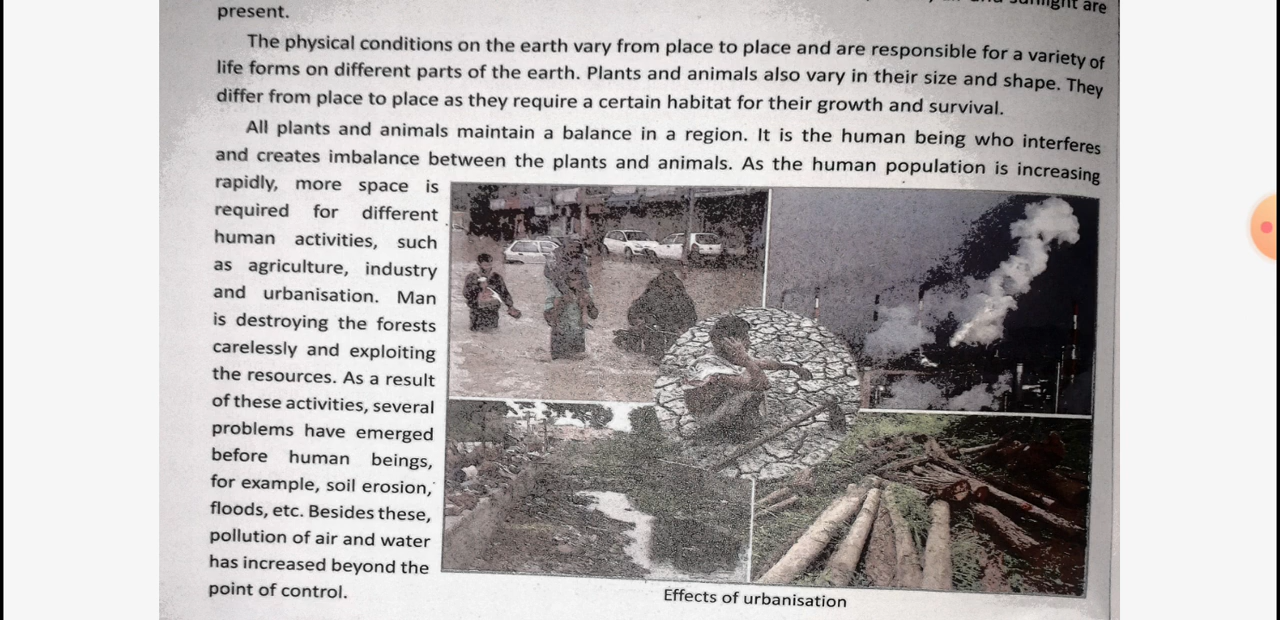 sunlight are
present.
The physical conditions on the earth vary from place to place and are responsible for a variety of
life forms on different parts of the earth. Plants and animals also vary in their size and shape. They
differ from place to place as they require a certain habitat for their growth and survival.
All plants and animals maintain a balance in a region. It is the human being who interferes
and creates imbalance between the plants and animals. As the human population is increasing
rapidly, more space is
required for different
human activities, such
as agriculture, industry
and urbanisation. Man
is destroying the forests
carelessly and exploiting
the resources. As a result
of these activities, several
problems have emerged
before human beings,
for example, soil erosion,
floods, etc. Besides these,
pollution of air and water
has increased beyond the
point of control.
Effects of urbanisation